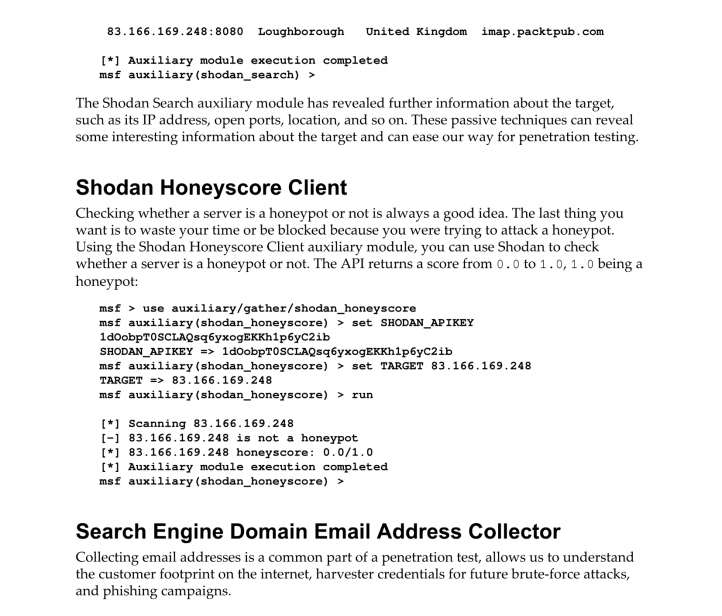 83.166.169.248:8080 Loughborough United Kingdom imap.packtpub.com
[*] Auxiliary module execution completed
msf auxiliary(shodan_search) >
The Shodan Search auxiliary module has revealed further information about the target,
such as its IP address, open ports, location, and so on. These passive techniques can reveal
some interesting information about the target and can ease our way for penetration testing.
Shodan Honeyscore Client
Checking whether a server is a honeypot or not is always a good idea. The last thing you
want is to waste your time or be blocked because you were trying to attack a honeypot.
Using the Shodan Honeyscore Client auxiliary module, you can use Shodan to check
whether a server is a honeypot or not. The API returns a score from 0.0 to 1.0, 1.0 being a
honeypot:
msf > use auxiliary/gather/shodan_honeyscore
msf auxiliary(shodan_honeyscore) > set SHODAN_APIKEY
1dOobpT0SCLAQsq6yxogEKKh1p6yC2ib
SHODAN_APIKEY => 1dOobpT0SCLAQsq6yxogEKKh1p6yC2ib
msf auxiliary(shodan_honeyscore) > set TARGET 83.166.169.248
TARGET => 83.166.169.248
msf auxiliary(shodan_honeyscore) > run
[*] Scanning 83.166.169.248
[-] 83.166.169.248 is not a honeypot
[*] 83.166.169.248 honeyscore: 0.0/1.0
[*] Auxiliary module execution completed
msf auxiliary(shodan_honeyscore) >
Search Engine Domain Email Address Collector
Collecting email addresses is a common part of a penetration test, allows us to understand
the customer footprint on the internet, harvester credentials for future brute-force attacks,
and phishing campaigns.